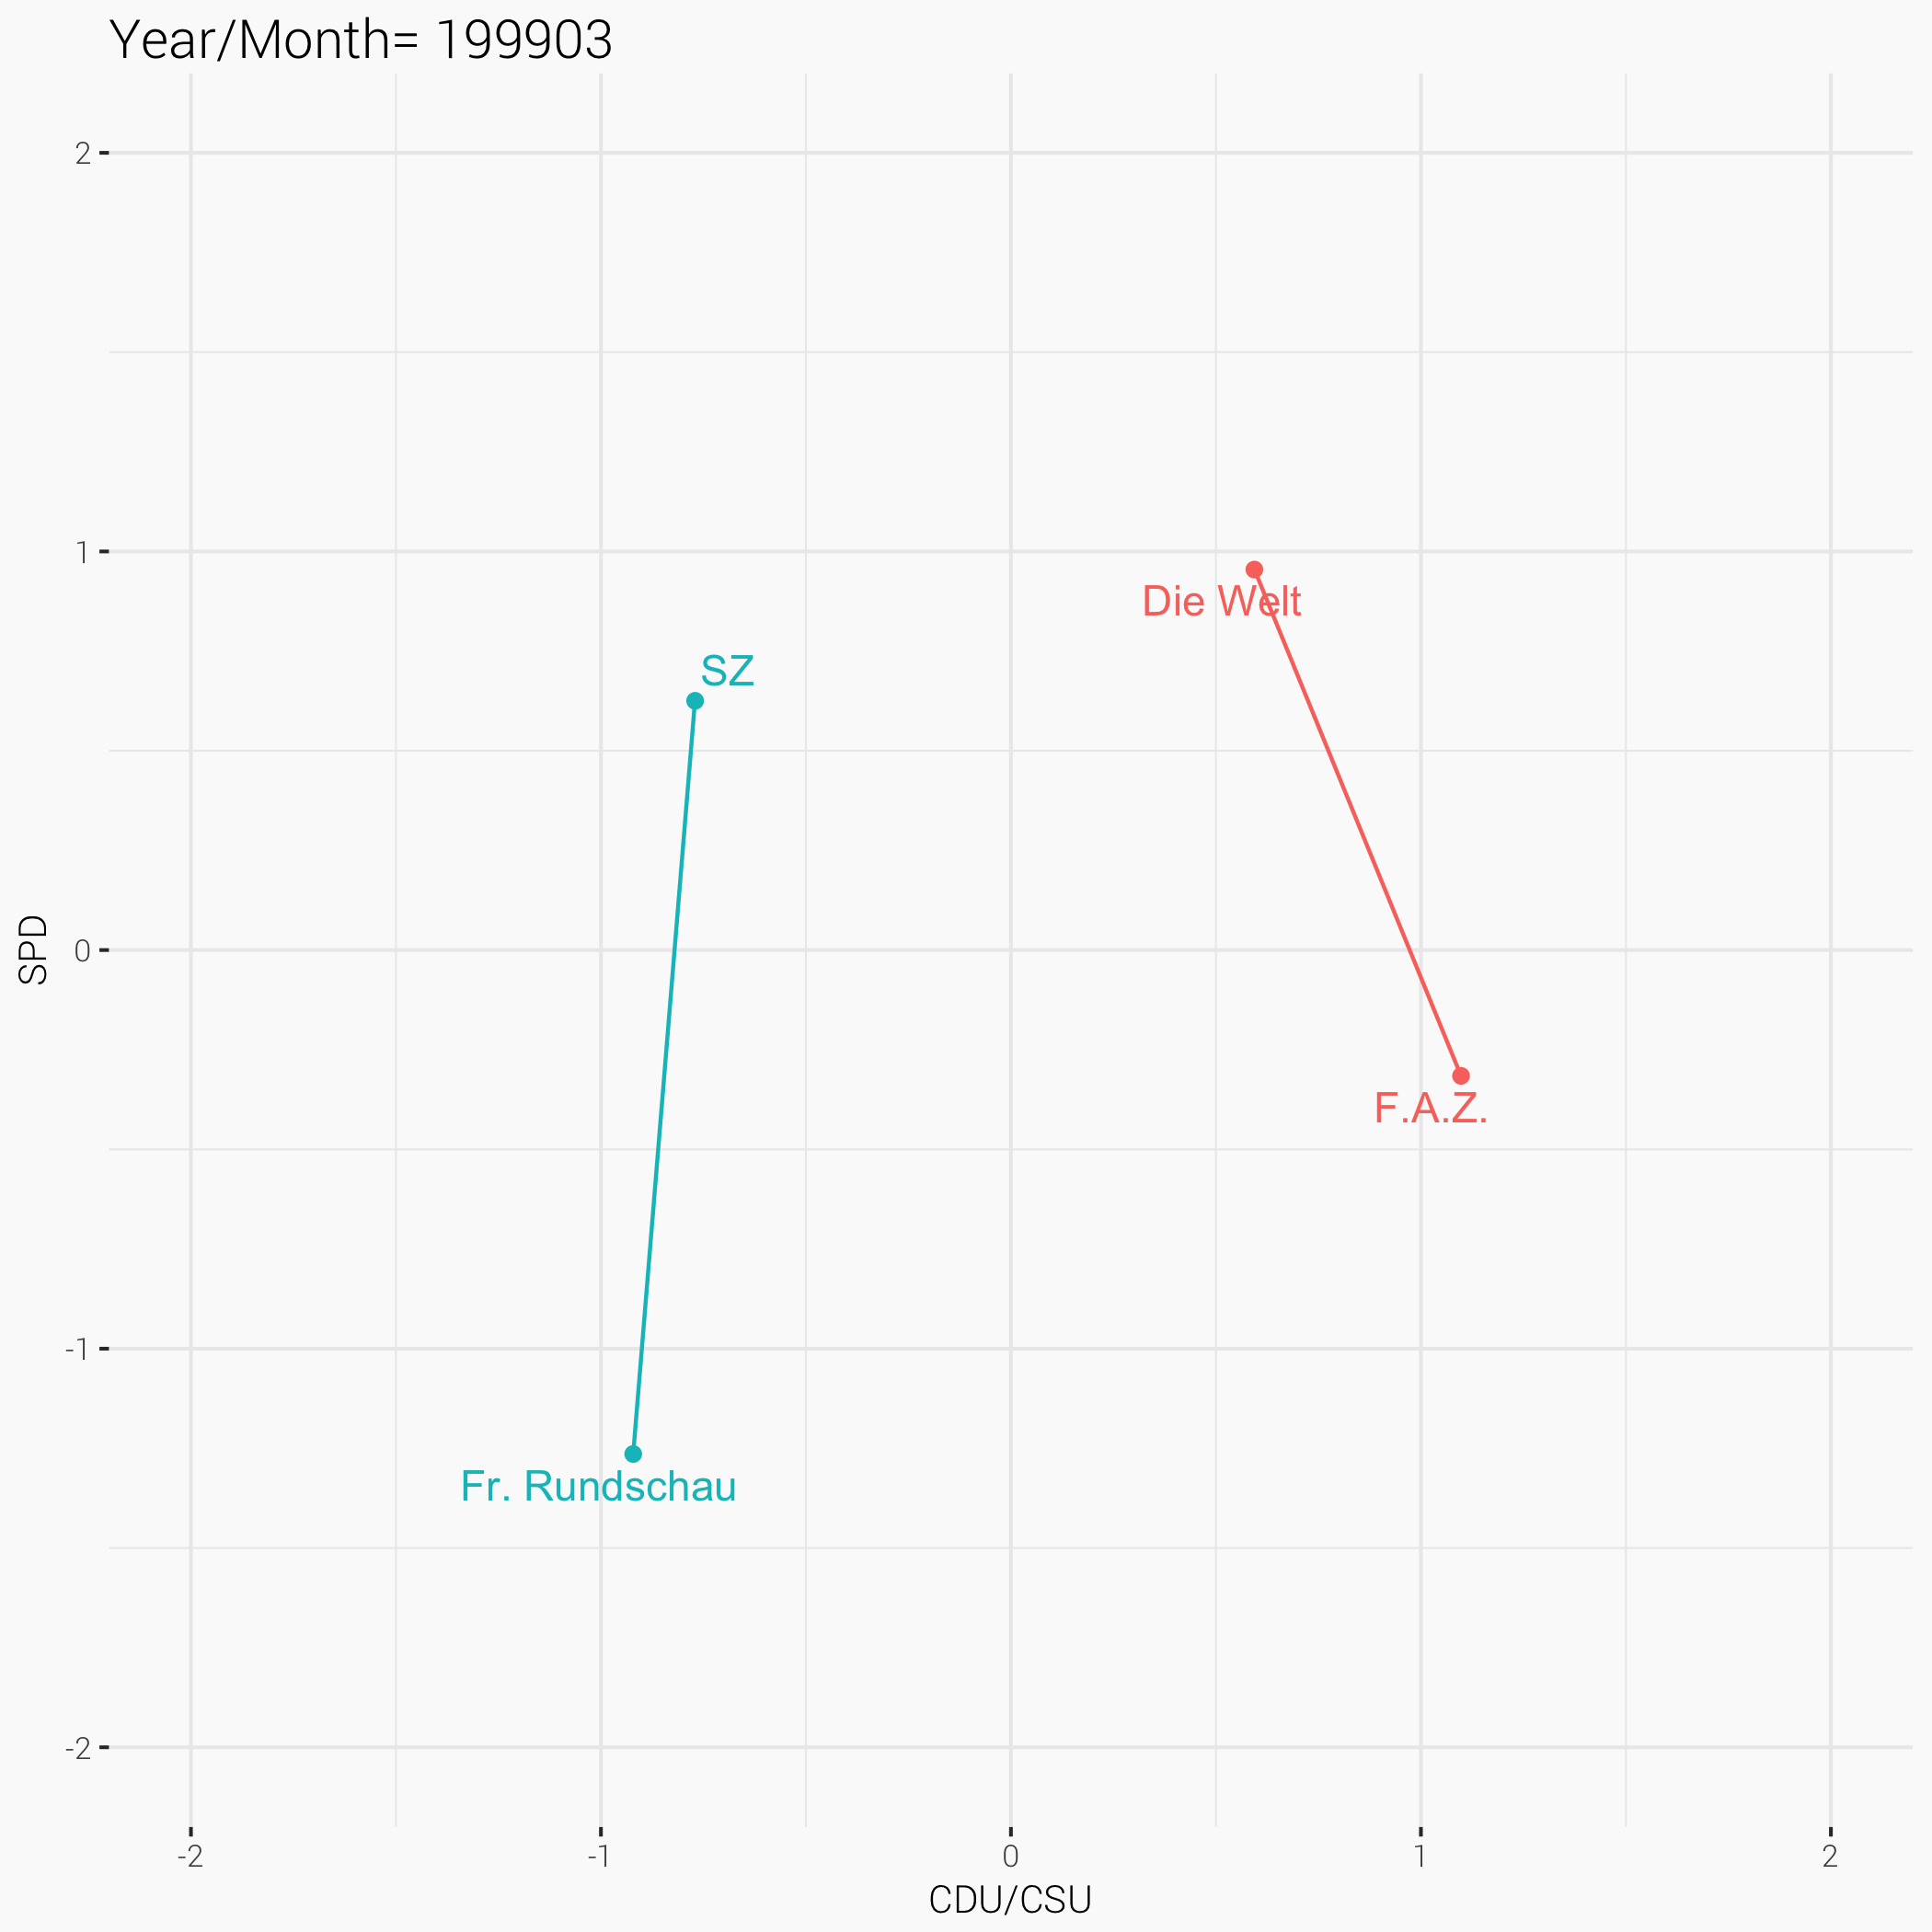 Year/Month= 199903
2
1
0
-1
-2
SPD
Die Welt
SZ
F.A.Z.
Fr. Rundschau
-2
-1
0
1
2
CDU/CSU